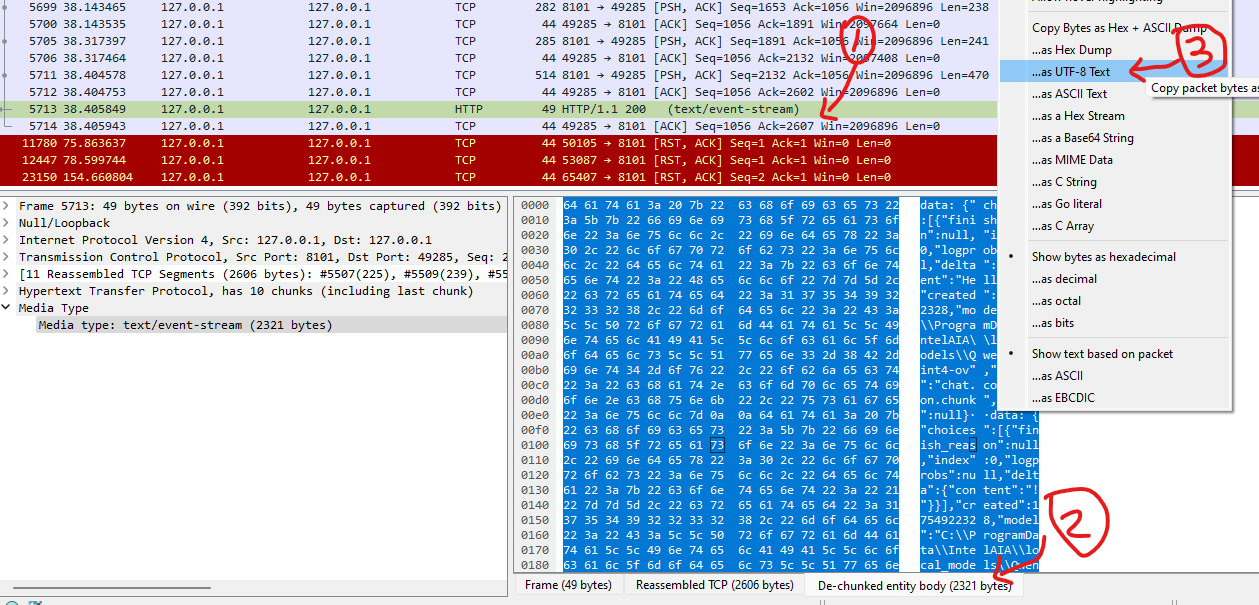 5699 38.143465 127.0.0.1 127.0.0.1 TCP 282 8101 → 49285 [PSH, ACK] Seq=1653 Ack=1056 Win=2096896 Len=238
5700 38.143535 127.0.0.1 127.0.0.1 TCP 44 49285 → 8101 [ACK] Seq=1056 Ack=1891 Win=2097664 Len=0
5705 38.317397 127.0.0.1 127.0.0.1 TCP 285 8101 → 49285 [PSH, ACK] Seq=1891 Ack=1056 Win=2096896 Len=241
5706 38.317464 127.0.0.1 127.0.0.1 TCP 44 49285 → 8101 [ACK] Seq=1056 Ack=2132 Win=2097408 Len=0
5711 38.404578 127.0.0.1 127.0.0.1 TCP 514 8101 → 49285 [PSH, ACK] Seq=2132 Ack=1056 Win=2096896 Len=470
5712 38.404753 127.0.0.1 127.0.0.1 TCP 44 49285 → 8101 [ACK] Seq=1056 Ack=2602 Win=2096896 Len=0
5713 38.405849 127.0.0.1 127.0.0.1 HTTP 49 HTTP/1.1 200 (text/event-stream)
5714 38.405943 127.0.0.1 127.0.0.1 TCP 44 49285 → 8101 [ACK] Seq=1056 Ack=2607 Win=2096896 Len=0
11780 75.863637 127.0.0.1 127.0.0.1 TCP 44 50105 → 8101 [RST, ACK] Seq=1 Ack=1 Win=0 Len=0
12447 78.599744 127.0.0.1 127.0.0.1 TCP 44 53087 → 8101 [RST, ACK] Seq=1 Ack=1 Win=0 Len=0
23150 154.660804 127.0.0.1 127.0.0.1 TCP 44 65407 → 8101 [RST, ACK] Seq=2 Ack=1 Win=0 Len=0
1
Frame 5713: 49 bytes on wire (392 bits), 49 bytes captured (392 bits)
Null/Loopback
Internet Protocol Version 4, Src: 127.0.0.1, Dst: 127.0.0.1
Transmission Control Protocol, Src Port: 8101, Dst Port: 49285, Seq: 2
[11 Reassembled TCP Segments (2606 bytes): #5507(225), #5509(239), #55
Hypertext Transfer Protocol, has 10 chunks (including last chunk)
Media Type
Media type: text/event-stream (2321 bytes)
0000 64 61 74 61 3a 20 7b 22 63 68 6f 69 63 65 73 22 data: {" ch
0010 3a 5b 7b 22 66 69 6e 69 73 68 5f 72 65 61 73 6f :[{"fini sh
0020 6e 22 3a 6e 75 6c 6c 2c 22 69 6e 64 65 78 22 3a n":null, "i
0030 30 2c 22 6c 6f 67 70 72 6f 62 73 22 3a 6e 75 6c 0,"logpr ob
0040 6c 2c 22 64 65 6c 74 61 22 3a 7b 22 63 6f 6e 74 l,"delta ":
0050 65 6e 74 22 3a 22 48 65 6c 6c 6f 22 7d 7d 5d 2c ent":"He ll
0060 22 63 72 65 61 74 65 64 22 3a 31 37 35 34 39 32 "created ":
0070 32 33 32 38 2c 22 6d 6f 64 65 6c 22 3a 22 43 3a 2328,"mo de
0080 5c 5c 50 72 6f 67 72 61 6d 44 61 74 61 5c 5c 49 \\Progra mD
0090 6e 74 65 6c 41 49 41 5c 5c 6c 6f 63 61 6c 5f 6d ntelAIA\ \l
00a0 6f 64 65 6c 73 5c 5c 51 77 65 6e 33 2d 38 42 2d odels\\Q we
00b0 69 6e 74 34 2d 6f 76 22 2c 22 6f 62 6a 65 63 74 int4-ov" ,"
00c0 22 3a 22 63 68 61 74 2e 63 6f 6d 70 6c 65 74 69 ":"chat. co
00d0 6f 6e 2e 63 68 75 6e 6b 22 2c 22 75 73 61 67 65 on.chunk ",
00e0 22 3a 6e 75 6c 6c 7d 0a 0a 64 61 74 61 3a 20 7b ":null}· ·data: {
00f0 22 63 68 6f 69 63 65 73 22 3a 5b 7b 22 66 69 6e "choices ":[{"fin
0100 69 73 68 5f 72 65 61 73 6f 6e 22 3a 6e 75 6c 6c ish_reas on":null
0110 2c 22 69 6e 64 65 78 22 3a 30 2c 22 6c 6f 67 70 ,"index" :0,"logp
0120 72 6f 62 73 22 3a 6e 75 6c 6c 2c 22 64 65 6c 74 robs":nu ll,"delt
0130 61 22 3a 7b 22 63 6f 6e 74 65 6e 74 22 3a 22 21 a":{"con tent":"!
0140 22 7d 7d 5d 2c 22 63 72 65 61 74 65 64 22 3a 31 "}}],"cr eated":1
0150 37 35 34 39 32 32 33 32 38 2c 22 6d 6f 64 65 6c 75492232 8,"model
0160 22 3a 22 43 3a 5c 5c 50 72 6f 67 72 61 6d 44 61 ":"C:\\P rogramDa
0170 74 61 5c 5c 49 6e 74 65 6c 41 49 41 5c 5c 6c 6f ta\\Inte lAIA\\lo
0180 63 61 6c 5f 6d 6f 64 65 6c 73 5c 5c 51 77 65 6e cal_mode ls\\Qwen
Frame (49 bytes)
Reassembled TCP (2606 bytes)
De-chunked entity body (2321 bytes)
2
Copy Bytes as Hex + ASCII Dump
...as Hex Dump
...as UTF-8 Text
Copy packet bytes as
...as ASCII Text
...as a Hex Stream
...as a Base64 String
...as MIME Data
...as C String
...as Go literal
...as C Array
Show bytes as hexadecimal
...as decimal
...as octal
...as bits
Show text based on packet
...as ASCII
...as EBCDIC
3